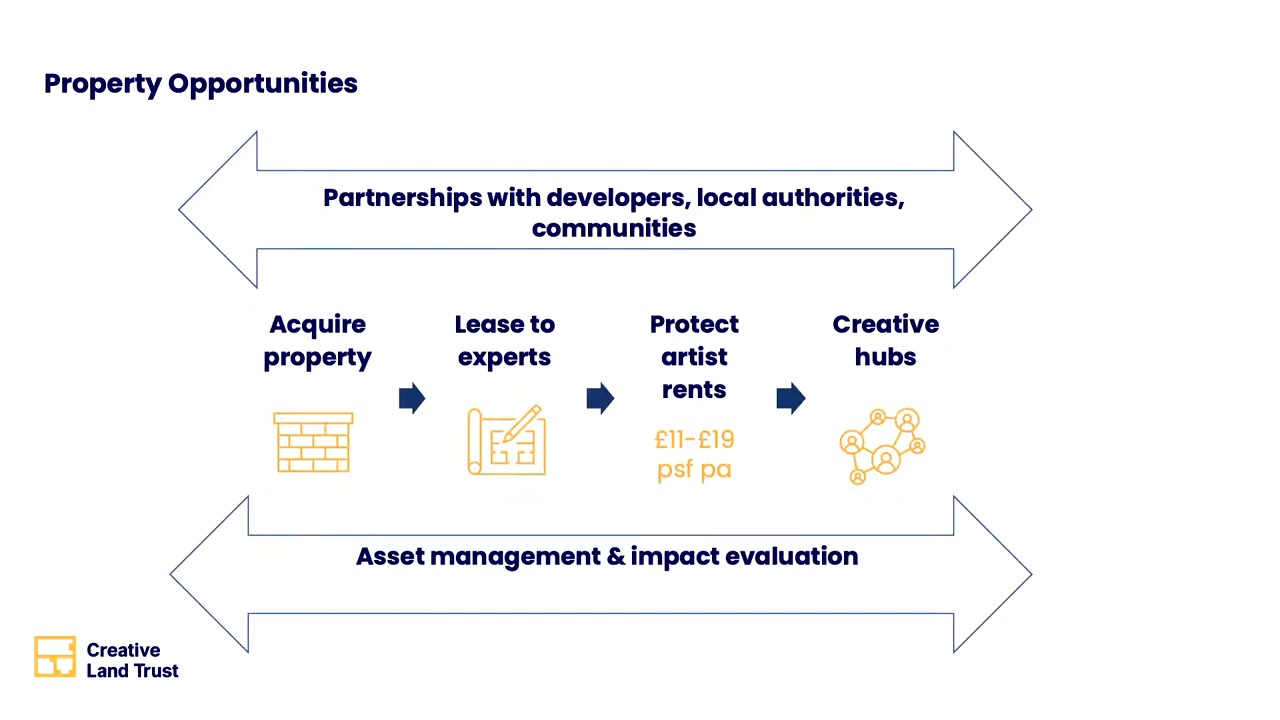 Property Opportunities
Partnerships with developers, local authorities,
communities
Acquire
property
Lease to
experts
Protect
artist
rents
£11-£19
psf pa
Creative
hubs
Asset management & impact evaluation
Creative
Land Trust